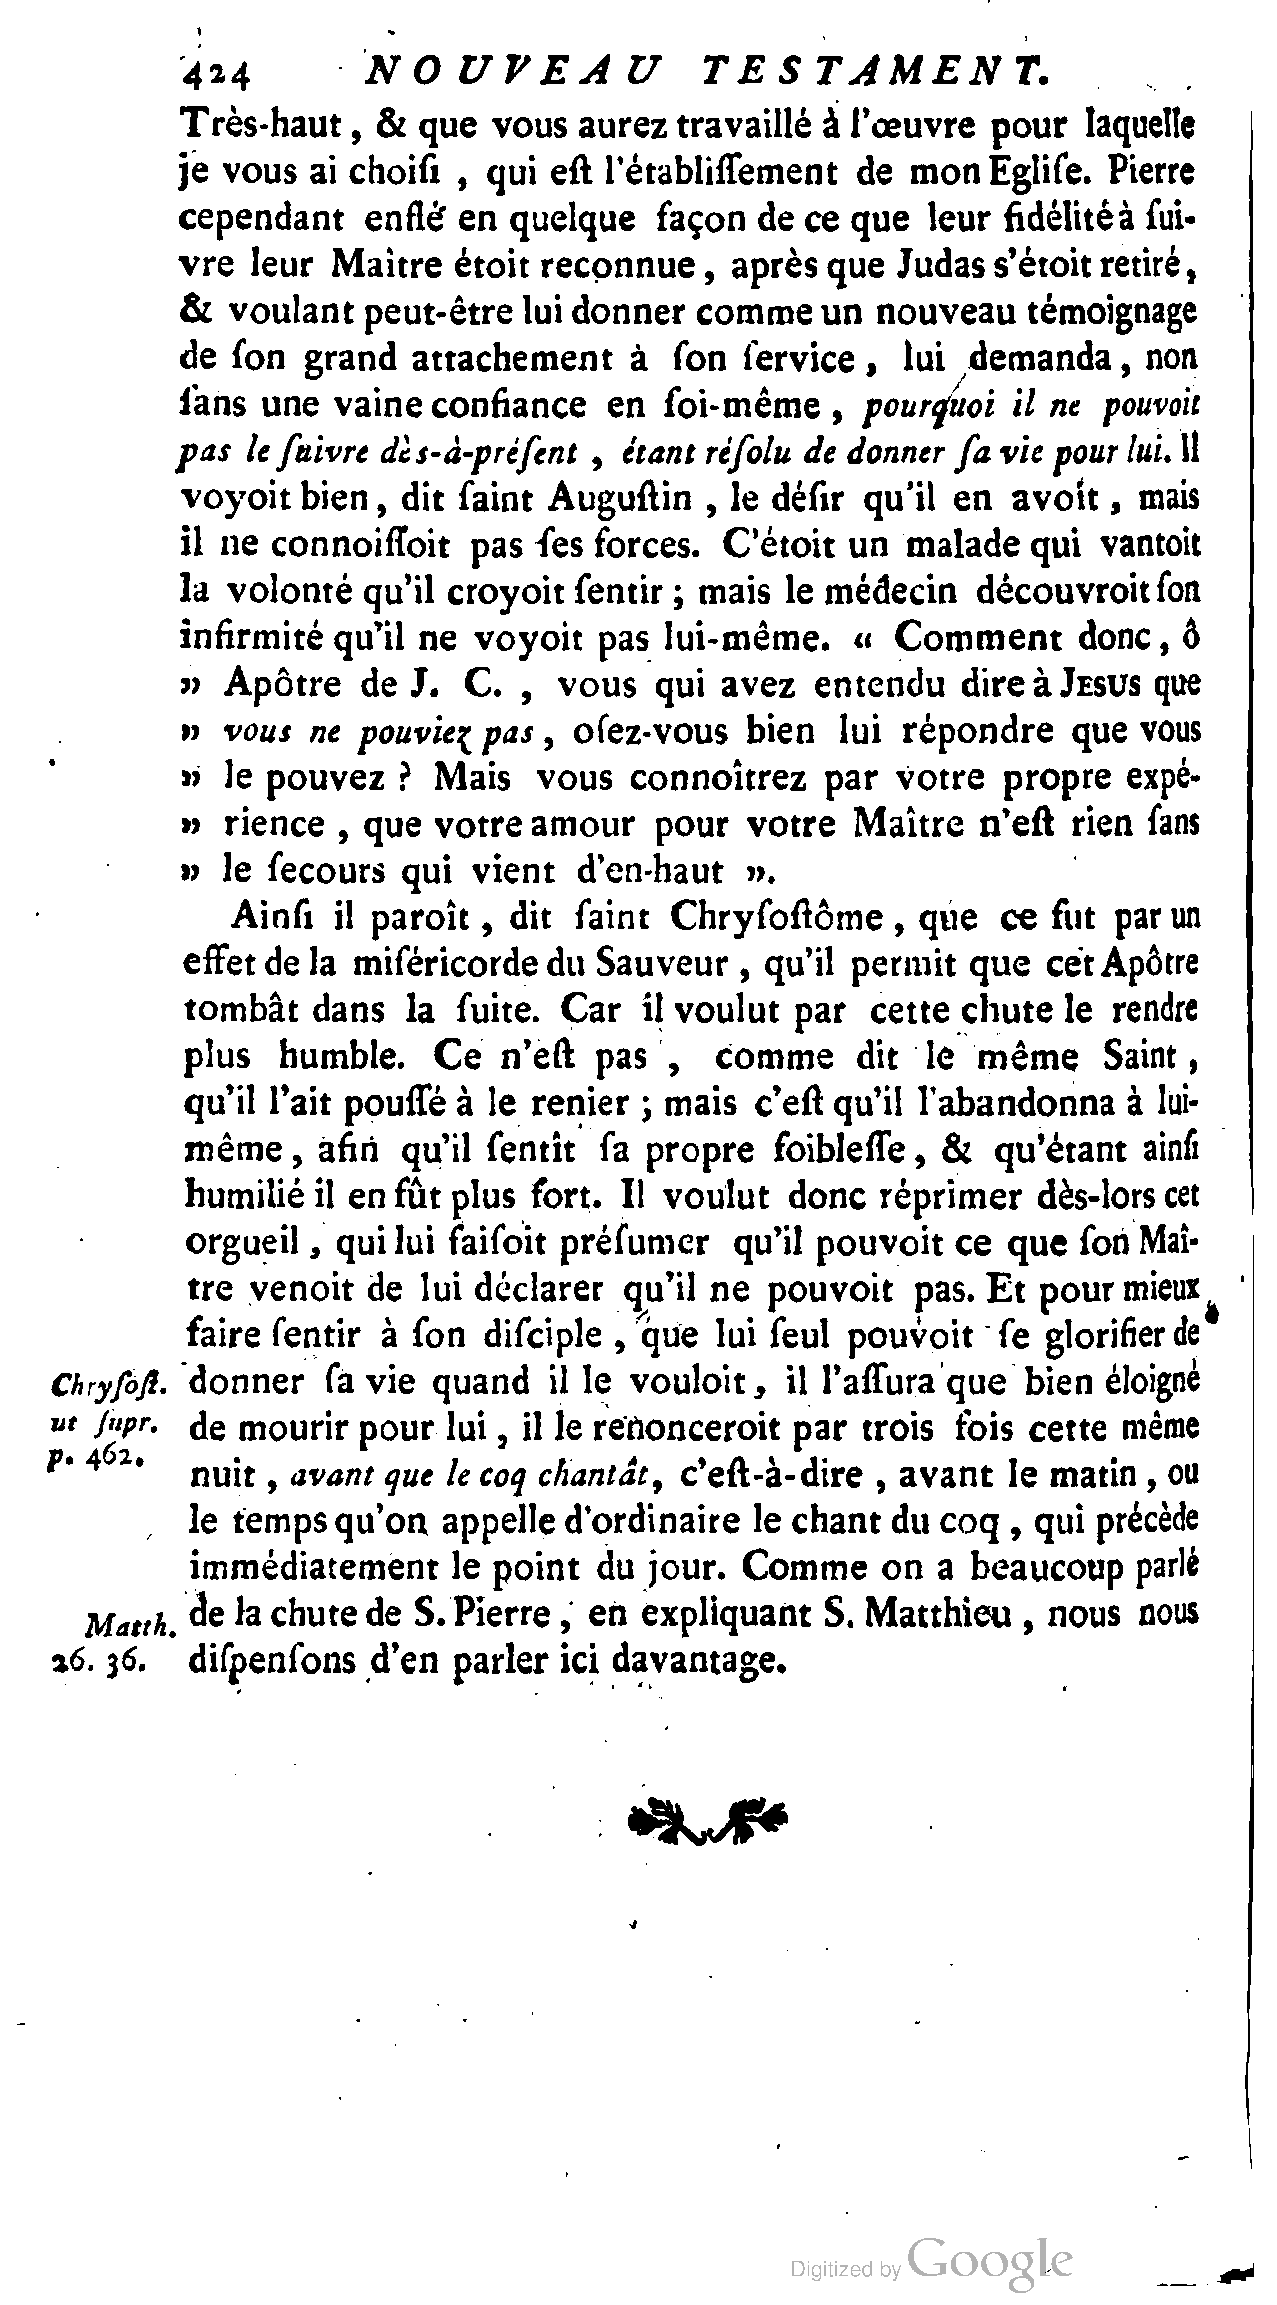 424 NOUVEAU TESTAMENT.
Très-haut, & que vous aurez travaillé à l'œuvre pour laquelle
je vous ai choiſi, qui eſt l'établiſſement de mon Egliſe. Pierre
cependant enflé en quelque façon de ce que leur fidélité à ſui-
vre leur Maître étoit reconnue, après que Judas s'étoit retiré,
& voulant peut-être lui donner comme un nouveau témoignage
de ſon grand attachement à ſon ſervice, lui demanda, non
ſans une vaine confiance en ſoi-même, pourquoi il ne pouvoit
pas le ſuivre dès-à-préſent, étant réſolu de donner ſa vie pour lui. Il
voyoit bien, dit ſaint Auguſtin, le déſir qu'il en avoit, mais
il ne connoiſſoit pas ſes forces. C'étoit un malade qui vantoit
la volonté qu'il croyoit ſentir; mais le médecin découvroit ſon
infirmité qu'il ne voyoit pas lui-même. « Comment donc, ô
» Apôtre de J. C., vous qui avez entendu dire à JESUS que
» vous ne pouviez pas, oſez-vous bien lui répondre que vous
» le pouvez ? Mais vous connoîtrez par votre propre expé-
» rience, que votre amour pour votre Maître n'eſt rien ſans
» le ſecours qui vient d'en-haut ».
Ainſi il paroît, dit ſaint Chryſoſtôme, que ce fut par un
effet de la miſéricorde du Sauveur, qu'il permit que cet Apôtre
tombât dans la ſuite. Car il voulut par cette chute le rendre
plus humble. Ce n'eſt pas, comme dit le même Saint,
qu'il l'ait pouſſé à le renier; mais c'eſt qu'il l'abandonna à lui-
même, afin qu'il ſentît ſa propre foibleſſe, & qu'étant ainſi
humilié il en fût plus fort. Il voulut donc réprimer dès-lors cet
orgueil, qui lui faiſoit préſumer qu'il pouvoit ce que ſon Maî-
tre venoit de lui déclarer qu'il ne pouvoit pas. Et pour mieux
faire ſentir à ſon diſciple, que lui ſeul pouvoit ſe glorifier de
Chryſoſt. donner ſa vie quand il le vouloit, il l'aſſura que bien éloigné
ut ſupr. de mourir pour lui, il le renonceroit par trois fois cette même
p. 462. nuit, avant que le coq chantât, c'eſt-à-dire, avant le matin, ou
le temps qu'on appelle d'ordinaire le chant du coq, qui précède
immédiatement le point du jour. Comme on a beaucoup parlé
Matth. de la chute de S. Pierre, en expliquant S. Matthieu, nous nous
26. 36. diſpenſons d'en parler ici davantage.
Digitized by Google